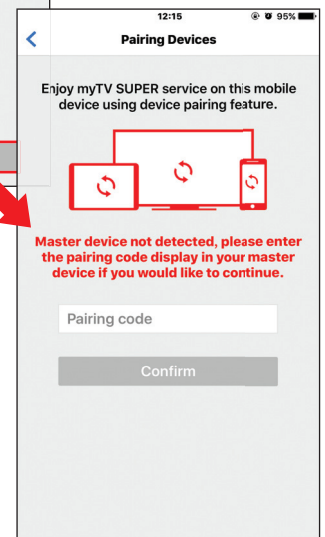 12:15
95%
Pairing Devices
Enjoy myTV SUPER service on this mobile
device using device pairing feature.
Master device not detected, please enter
the pairing code display in your master
device if you would like to continue.
Pairing code
Confirm